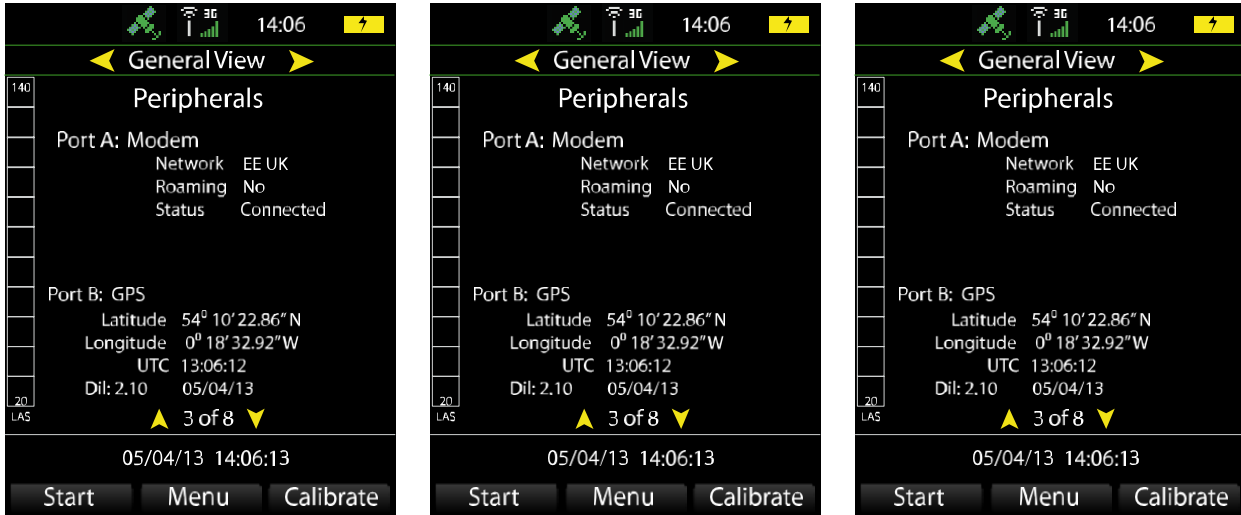 3G 14:06
General View
140
Peripherals
Port A: Modem
Network EE UK
Roaming No
Status Connected
Port B: GPS
Latitude 54⁰ 10' 22.86" N
Longitude 0⁰ 18' 32.92" W
UTC 13:06:12
Dil: 2.10 05/04/13
20
LAS
3 of 8
05/04/13 14:06:13
Start Menu Calibrate
3G 14:06
General View
140
Peripherals
Port A: Modem
Network EE UK
Roaming No
Status Connected
Port B: GPS
Latitude 54⁰ 10' 22.86" N
Longitude 0⁰ 18' 32.92" W
UTC 13:06:12
Dil: 2.10 05/04/13
20
LAS
3 of 8
05/04/13 14:06:13
Start Menu Calibrate
3G 14:06
General View
140
Peripherals
Port A: Modem
Network EE UK
Roaming No
Status Connected
Port B: GPS
Latitude 54⁰ 10' 22.86" N
Longitude 0⁰ 18' 32.92" W
UTC 13:06:12
Dil: 2.10 05/04/13
20
LAS
3 of 8
05/04/13 14:06:13
Start Menu Calibrate